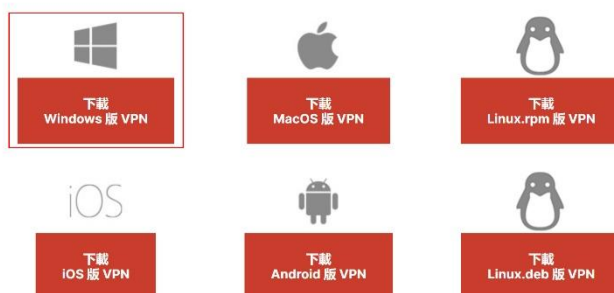 下載
Windows 版 VPN
下載
MacOS 版 VPN
下載
Linux.rpm 版 VPN
iOS
下載
iOS 版 VPN
下載
Android 版 VPN
下載
Linux.deb 版 VPN